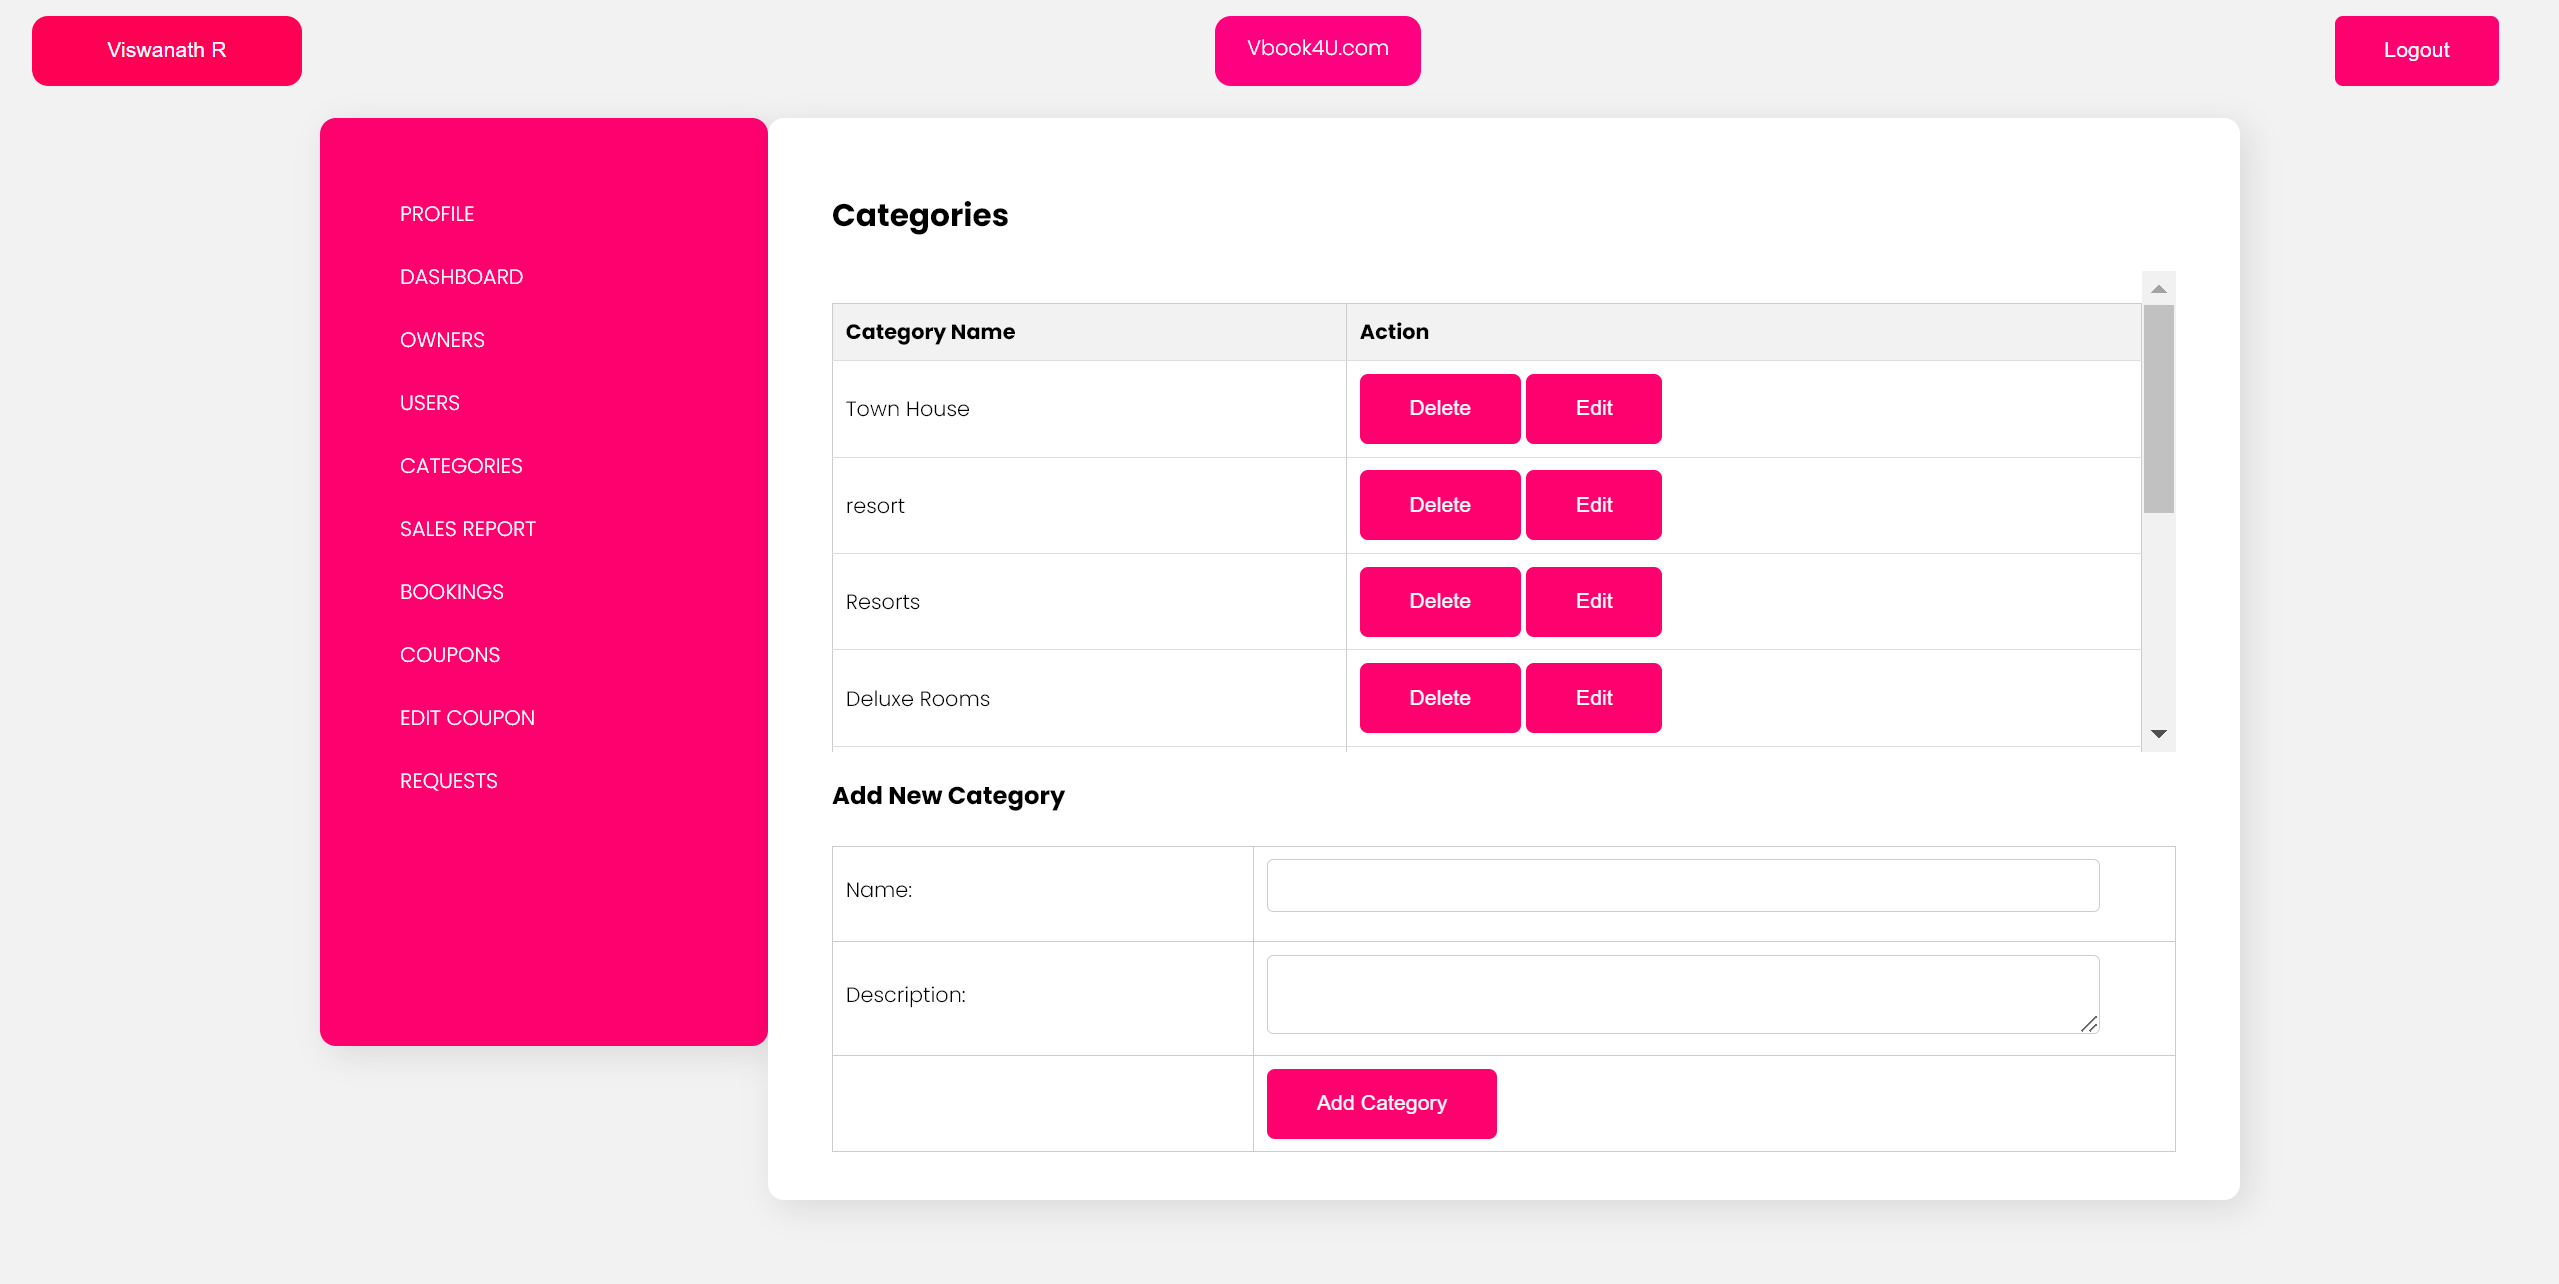 Viswanath R
Vbook4U.com
Logout
PROFILE
DASHBOARD
OWNERS
USERS
CATEGORIES
SALES REPORT
BOOKINGS
COUPONS
EDIT COUPON
REQUESTS
Categories
Category Name Action
Town House Delete Edit
resort Delete Edit
Resorts Delete Edit
Deluxe Rooms Delete Edit
Add New Category
Name:
Description:
Add Category